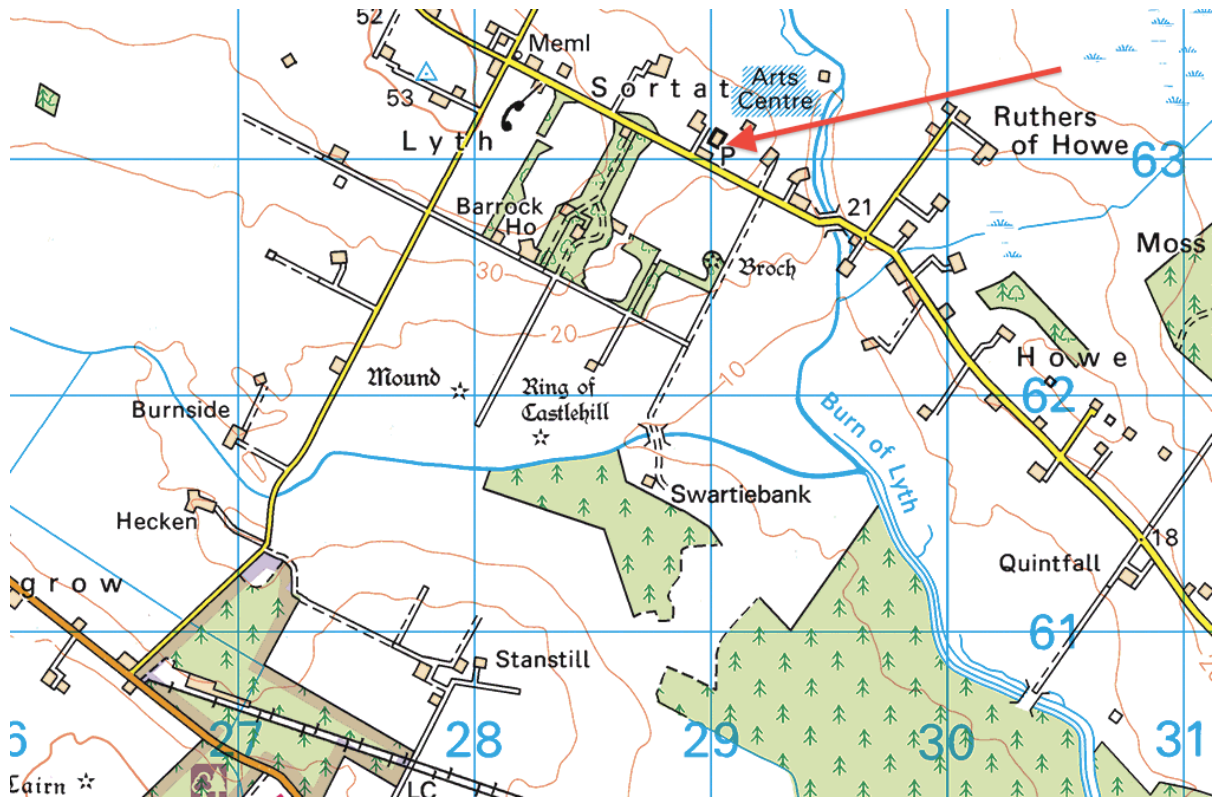 52
Meml
Sortat
Arts
Centre
53
Lyth
Ruthers
of Howe
63
P
21
Barrock
Ho
Moss
30
Broch
20
10
Howe
Mound
Ring of
Castlehill
62
Burnside
Burn of Lyth
Swartiebank
Hecken
18
Quintfall
grow
61
Stanstill
6
27
28
29
30
31
Cairn
LC